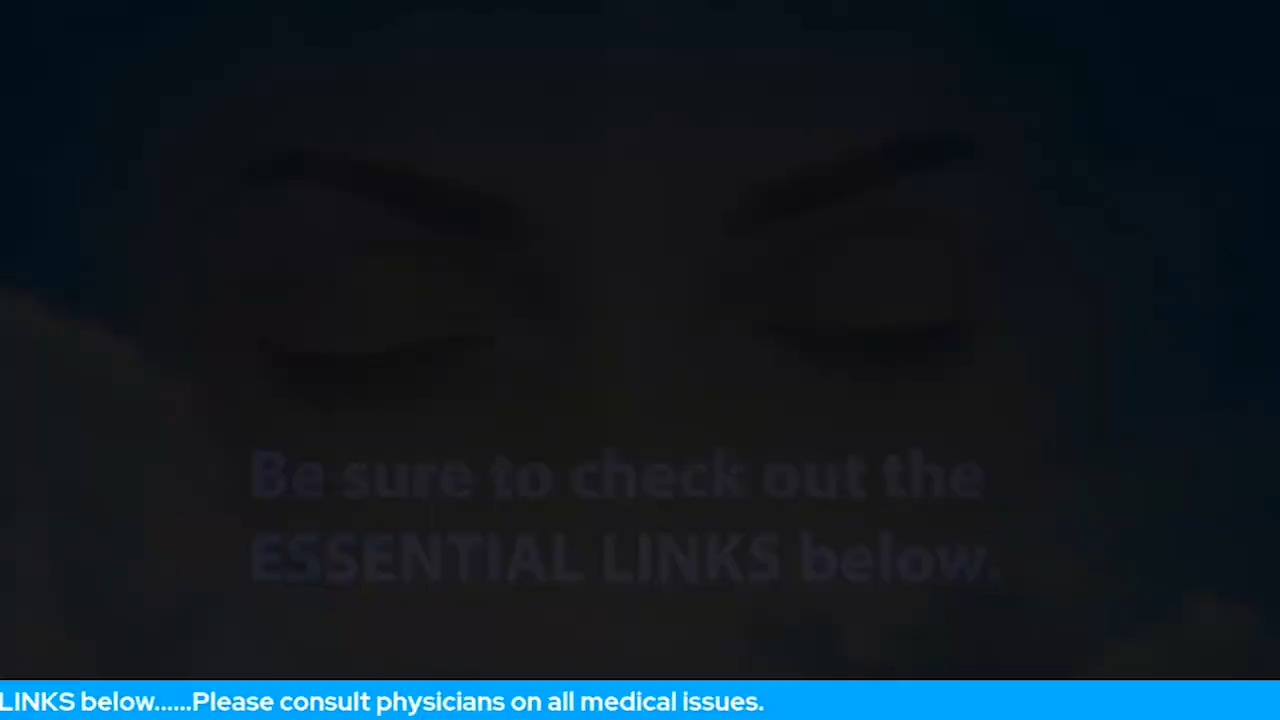 Be sure to check out the
ESSENTIAL LINKS below.
LINKS below......Please consult physicians on all medical issues.